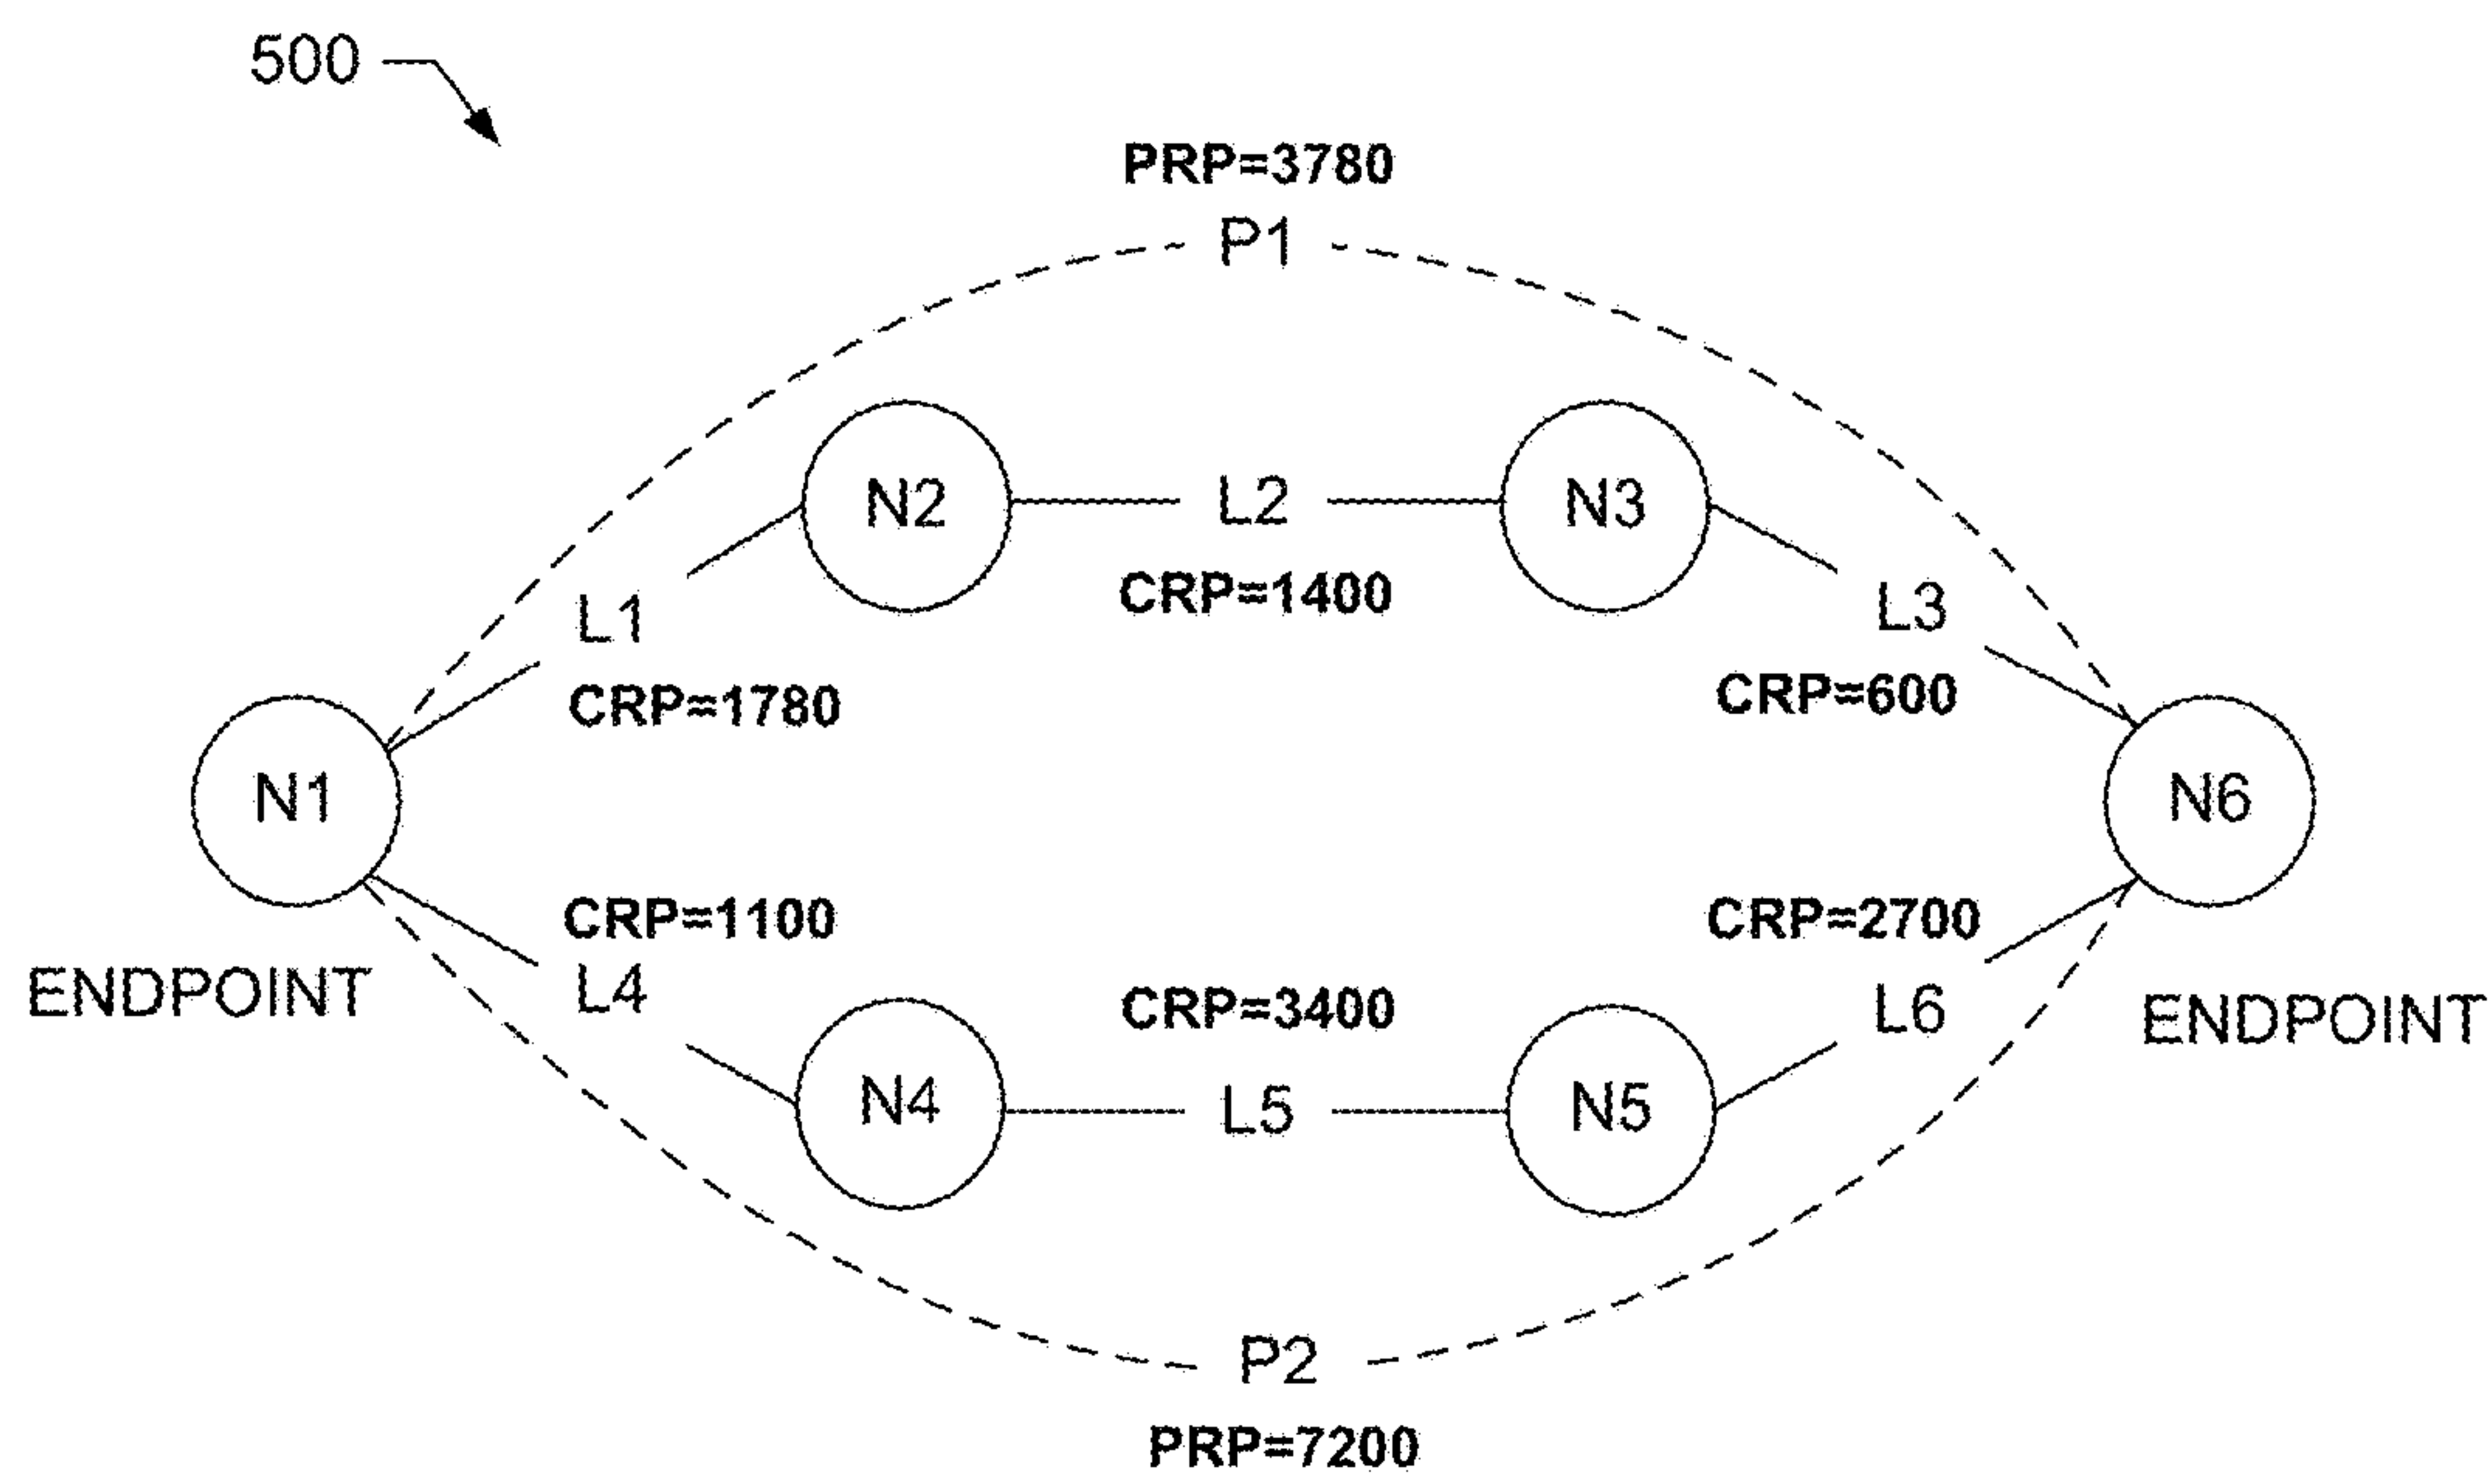 500
PRP=3780
P1
N2
L2
N3
CRP=1400
L1
L3
CRP=1780
CRP=600
N1
N6
CRP=1100
CRP=2700
ENDPOINT
L4
CRP=3400
L6
ENDPOINT
N4
L5
N5
P2
PRP=7200